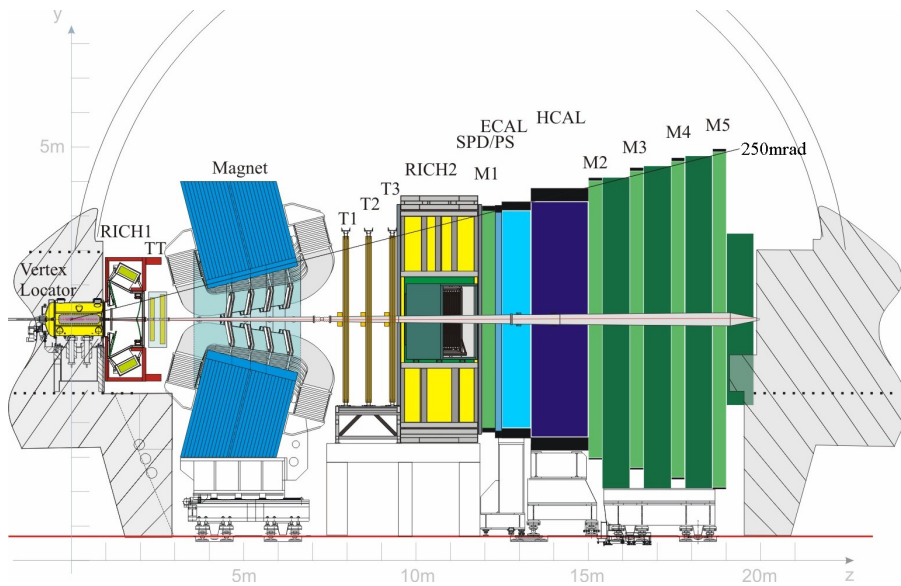 y
5m
ECAL
HCAL
SPD/PS
M1
M2
M3
M4
M5
250mrad
Magnet
RICH2
T1
T2
T3
RICH1
TT
Vertex
Locator
5m
10m
15m
20m
z